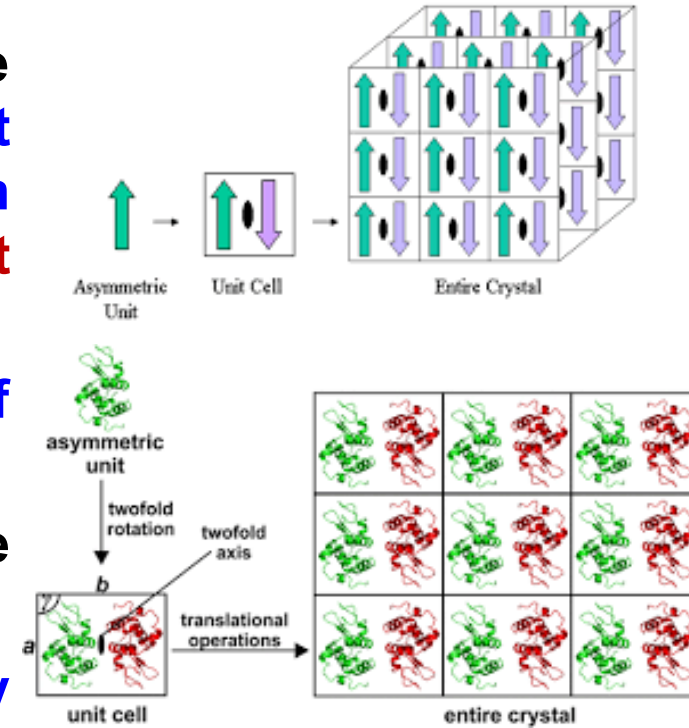 e
t
n
t
Asymmetric
Unit
Unit Cell
Entire Crystal
f
asymmetric
unit
twofold
rotation
twofold
axis
e
b
γ
a
translational
operations
y
unit cell
entire crystal